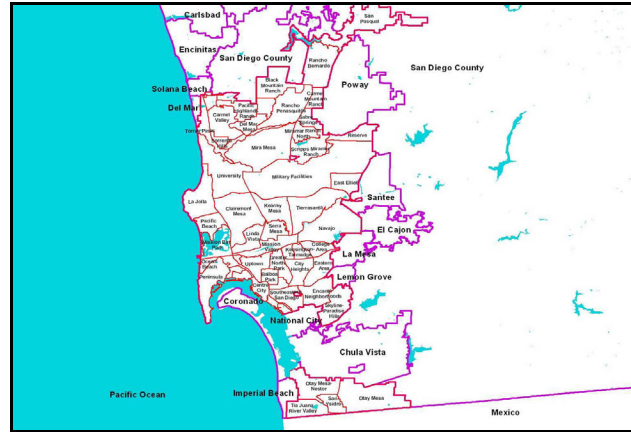 Carlsbad
San
Pasqual
Encinitas
San Diego County
Rancho
Bernardo
San Diego County
Poway
Solana Beach
Black
Mountain
Ranch
Carmel
Mountain
Ranch
Del Mar
Pacific
Highlands
Ranch
Rancho
Penasquitos
Carmel
Valley
Del Mar
Mesa
Sabre
Springs
Torrey Pines
Miramar Ranch
North
Reserve
Mira Mesa
Scripps Miramar
Ranch
University
Military Facilities
East Elliott
Santee
La Jolla
Clairemont
Mesa
Kearny
Mesa
Tierrasanta
Pacific
Beach
Serra
Mesa
Navajo
El Cajon
Linda
Vista
Mission Bay
Park
Mission
Valley
College
Area
La Mesa
Kensington-
Talmadge
Ocean
Beach
Uptown
Greater
North
Park
City
Heights
Eastern
Area
Peninsula
Balboa
Park
Lemon Grove
Centre
City
Southeastern
San Diego
Encanto
Neighborhoods
Coronado
Skyline-
Paradise
Hills
National City
Chula Vista
Pacific Ocean
Imperial Beach
Otay Mesa-
Nestor
San
Ysidro
Otay Mesa
Tia Juana
River Valley
Mexico